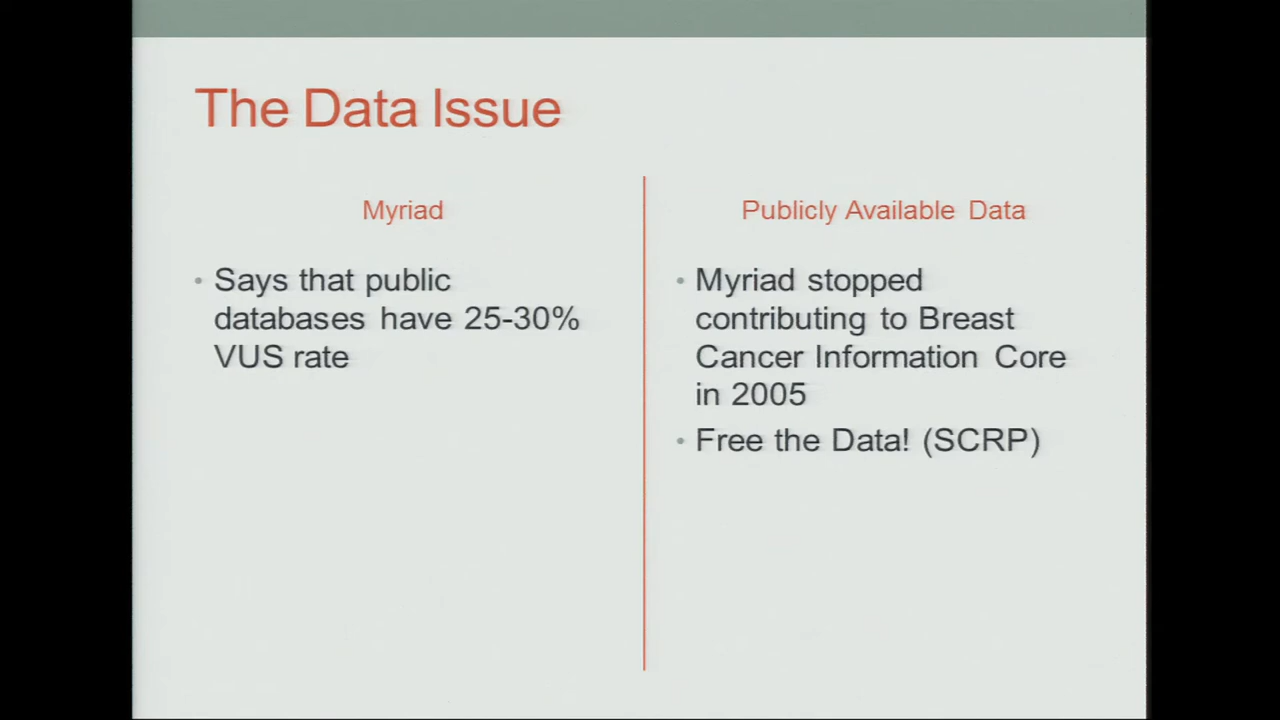 The Data Issue
Myriad
• Says that public
databases have 25-30%
VUS rate
Publicly Available Data
• Myriad stopped
contributing to Breast
Cancer Information Core
in 2005
• Free the Data! (SCRP)